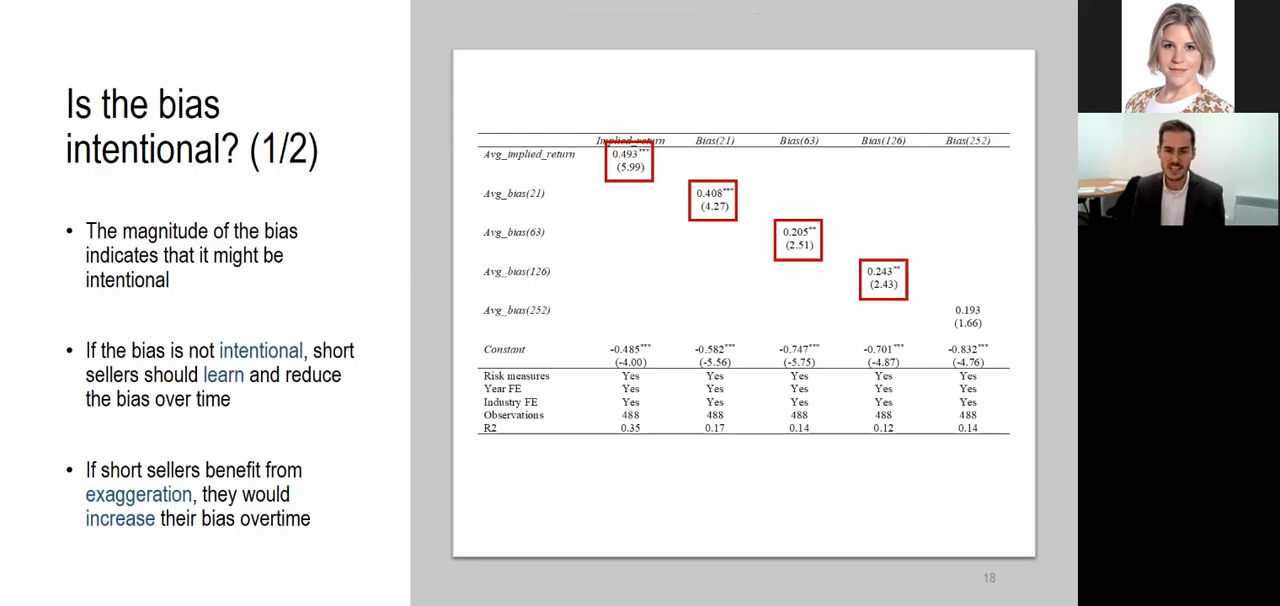 Is the bias
intentional? (1/2)
• The magnitude of the bias
indicates that it might be
intentional
• If the bias is not intentional, short
sellers should learn and reduce
the bias over time
• If short sellers benefit from
exaggeration, they would
increase their bias overtime
Implied_return Bias(21) Bias(63) Bias(126) Bias(252)
Avg_implied_return 0.493***
(5.99)
Avg_bias(21) 0.408***
(4.27)
Avg_bias(63) 0.205**
(2.51)
Avg_bias(126) 0.243**
(2.43)
Avg_bias(252) 0.193
(1.66)
Constant -0.485*** -0.582*** -0.747*** -0.701*** -0.832***
(-4.00) (-5.56) (-5.75) (-4.87) (-4.76)
Risk measures Yes Yes Yes Yes Yes
Year FE Yes Yes Yes Yes Yes
Industry FE Yes Yes Yes Yes Yes
Observations 488 488 488 488 488
R2 0.35 0.17 0.14 0.12 0.14
18